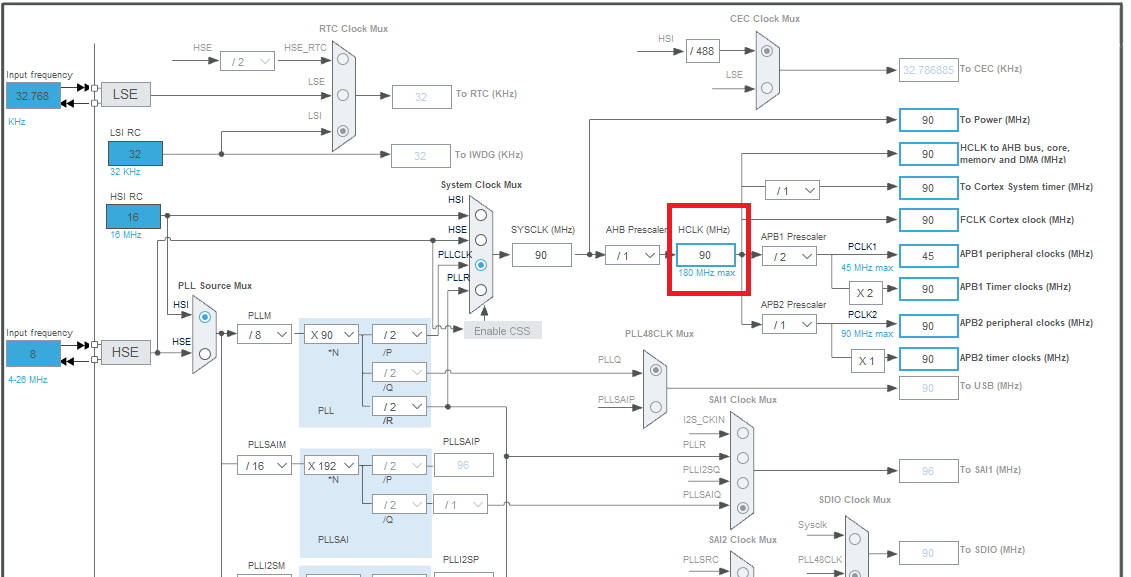 RTC Clock Mux
CEC Clock Mux
HSE
/ 2
HSE_RTC
HSI
/ 488
Input frequency
LSE
LSE
32.786885
To CEC (KHz)
32.768
LSE
32
To RTC (KHz)
KHz
LSI
To Power (MHz)
90
LSI RC
32
32
To IWDG (KHz)
32 KHz
90
HCLK to AHB bus, core,
memory and DMA (MHz)
System Clock Mux
/ 1
90
To Cortex System timer (MHz)
HSI RC
HSI
16
90
FCLK Cortex clock (MHz)
16 MHz
HSE
SYSCLK (MHz)
AHB Prescaler
HCLK (MHz)
APB1 Prescaler
PLLCLK
90
/ 1
90
/ 2
PCLK1
45
APB1 peripheral clocks (MHz)
180 MHz max
45 MHz max
PLLR
PLL Source Mux
X 2
90
APB1 Timer clocks (MHz)
HSI
PLLM
APB2 Prescaler
PCLK2
Input frequency
/ 8
X 90
/ 2
Enable CSS
/ 1
90
APB2 peripheral clocks (MHz)
90 MHz max
HSE
*N
/P
PLL48CLK Mux
8
HSE
PLLQ
X 1
90
APB2 timer clocks (MHz)
4-26 MHz
/ 2
/Q
90
To USB (MHz)
PLL
/ 2
PLLSAIP
SAI1 Clock Mux
/R
I2S_CKIN
PLLSAIM
PLLSAIP
PLLR
/ 16
X 192
/ 2
96
PLLI2SQ
96
To SAI1 (MHz)
*N
/P
PLLSAIQ
/ 2
/ 1
SDIO Clock Mux
/Q
Sysclk
PLLSAI
SAI2 Clock Mux
90
To SDIO (MHz)
PLLI2SM
PLLI2SP
PLLSRC
PLL48CLK